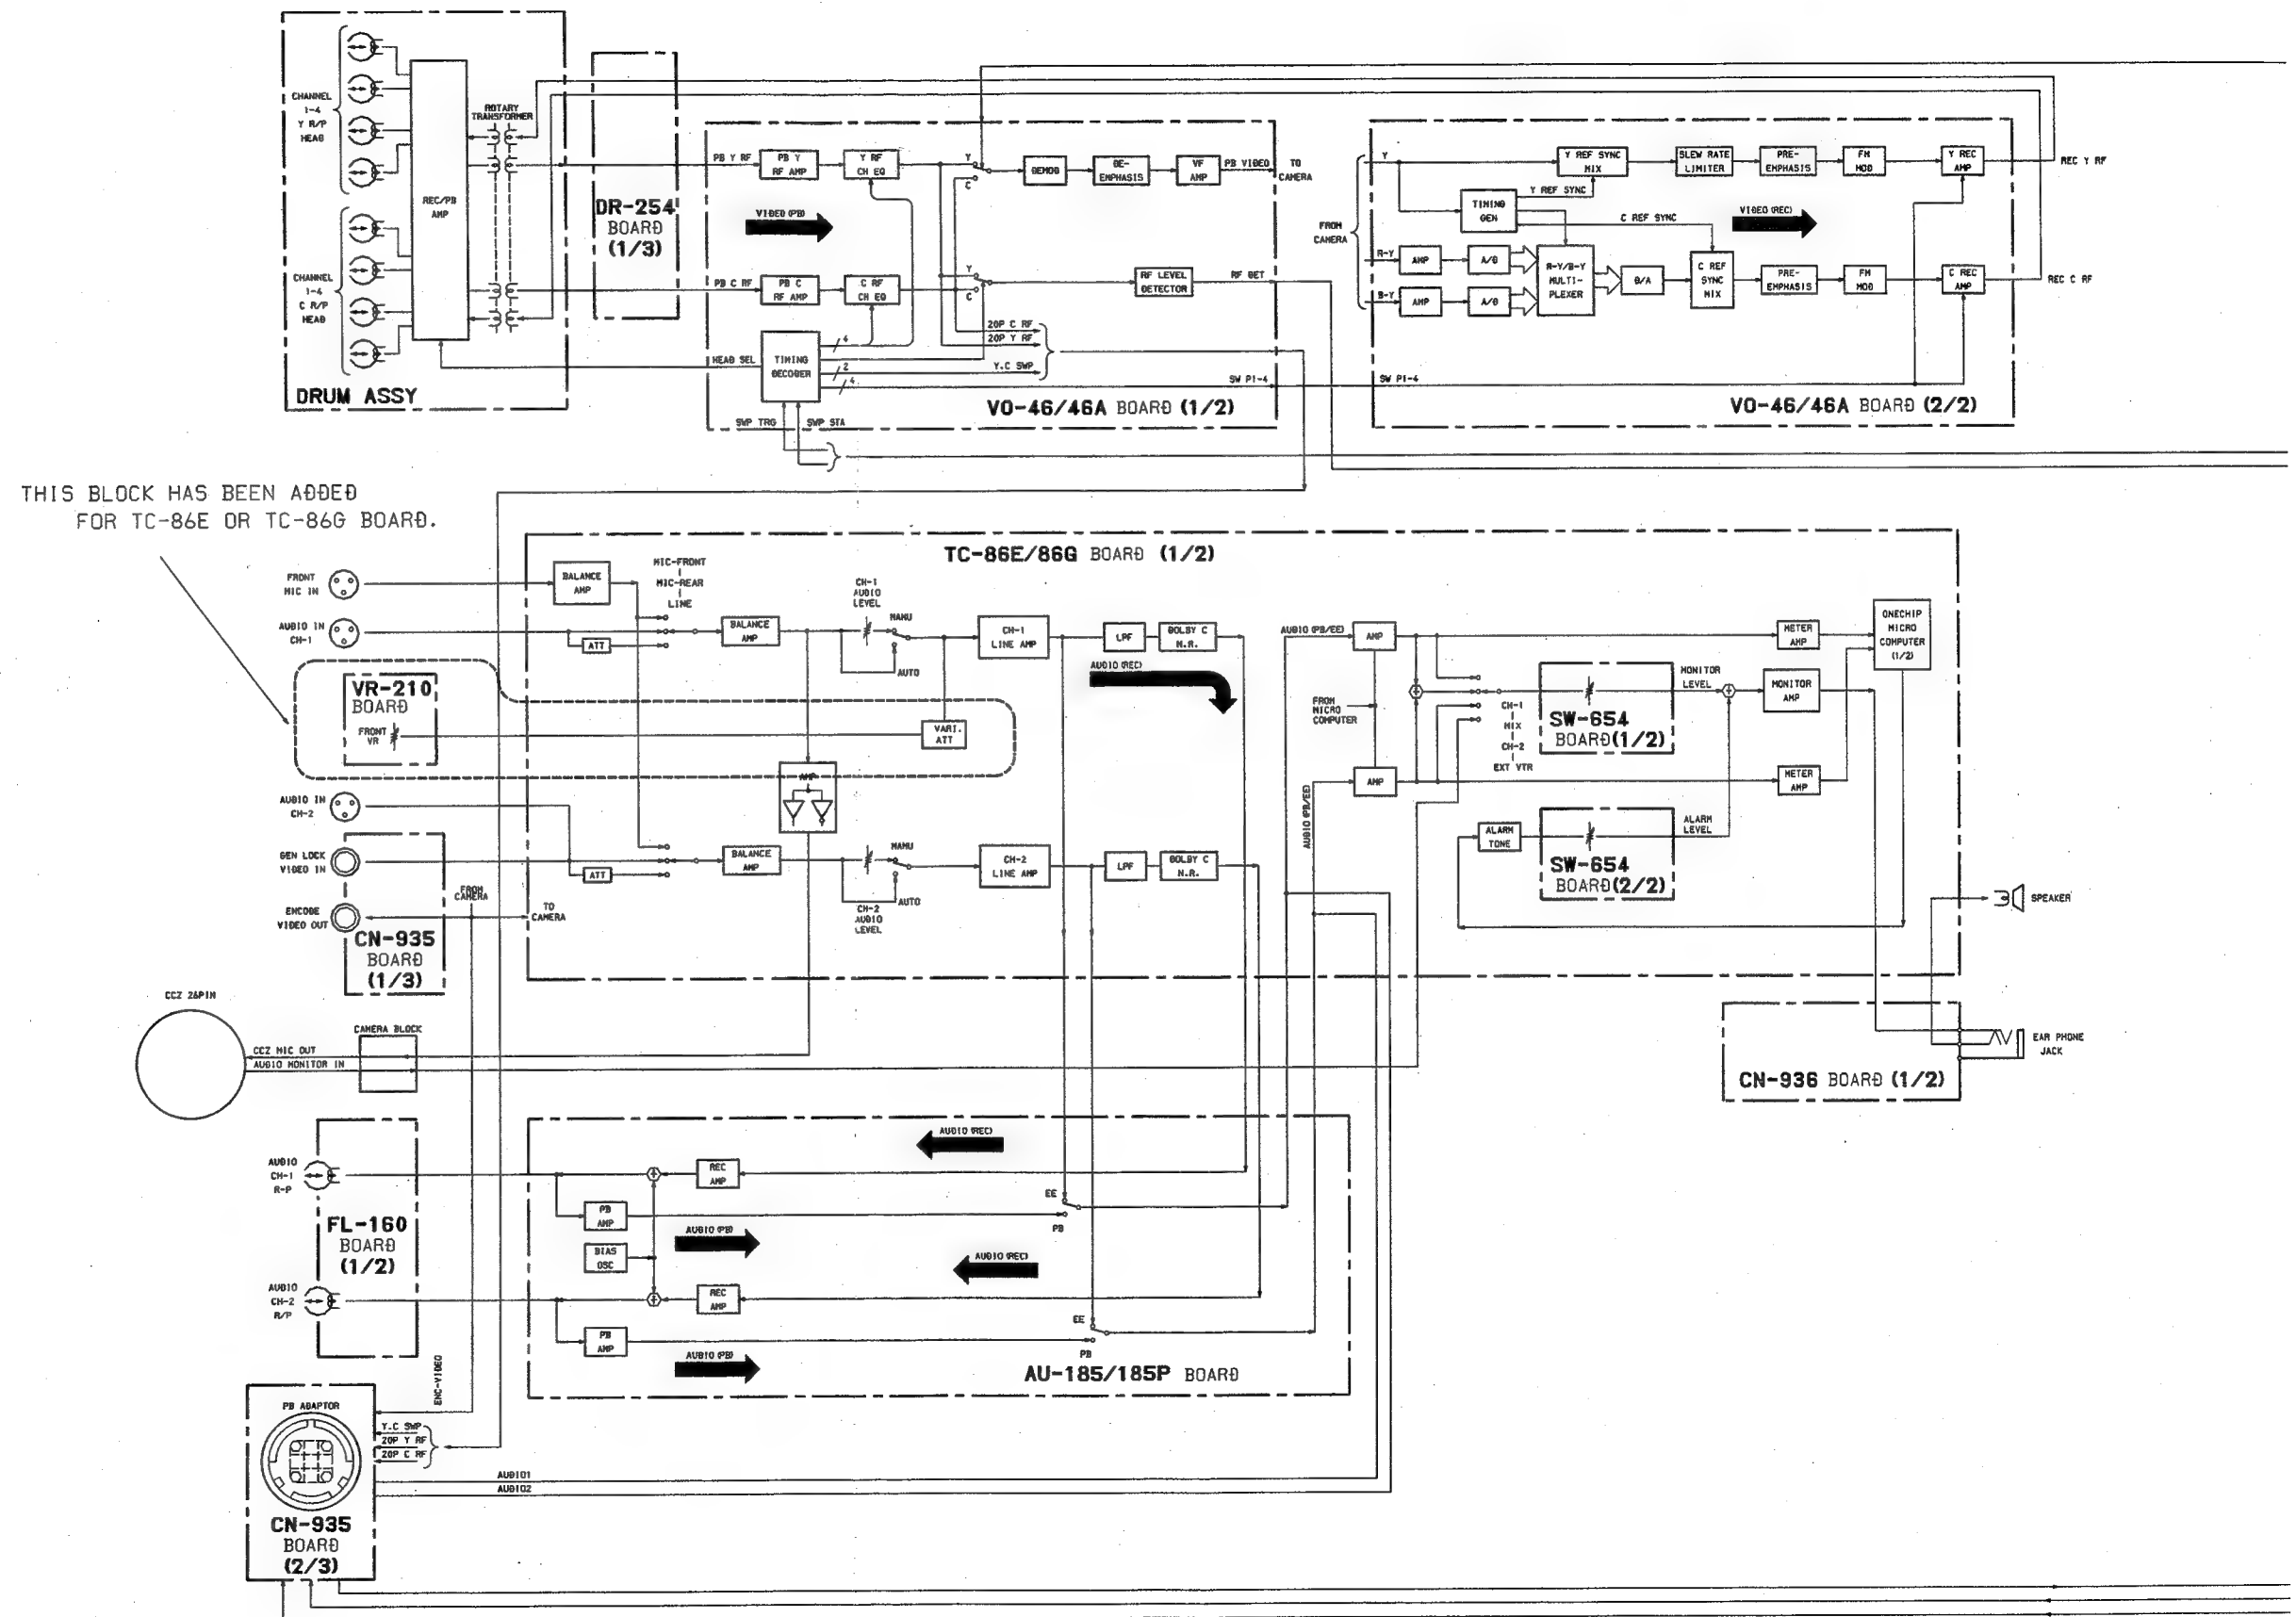 CHANNEL
1-4
Y R/P
HEAD
CHANNEL
1-4
C R/P
HEAD
REC/PB
AMP
ROTARY
TRANSFORMER
DRUM ASSY
DR-254
BOARD
(1/3)
PB Y RF
PB Y
RF AMP
Y RF
CH EQ
Y
C
DEMOD
DE-
EMPHASIS
VF
AMP
PB VIDEO
TO
CAMERA
VIDEO (PB)
PB C RF
PB C
RF AMP
C RF
CH EQ
Y
C
RF LEVEL
DETECTOR
RF DET
HEAD SEL
TIMING
DECODER
4
2
4
20P C RF
20P Y RF
Y.C SWP
SW P1-4
SWP TRG
SWP STA
VO-46/46A BOARD (1/2)
FROM
CAMERA
Y
R-Y
B-Y
Y REF SYNC
MIX
SLEW RATE
LIMITER
PRE-
EMPHASIS
FM
MOD
Y REC
AMP
REC Y RF
Y REF SYNC
TIMING
GEN
C REF SYNC
VIDEO (REC)
AMP
A/D
AMP
A/D
R-Y/B-Y
MULTI-
PLEXER
D/A
C REF
SYNC
MIX
PRE-
EMPHASIS
FM
MOD
C REC
AMP
REC C RF
SW P1-4
VO-46/46A BOARD (2/2)
THIS BLOCK HAS BEEN ADDED
FOR TC-86E OR TC-86G BOARD.
TC-86E/86G BOARD (1/2)
FRONT
MIC IN
BALANCE
AMP
MIC-FRONT
MIC-REAR
LINE
AUDIO IN
CH-1
ATT
BALANCE
AMP
CH-1
AUDIO
LEVEL
MANU
AUTO
CH-1
LINE AMP
LPF
DOLBY C
N.R.
AUDIO (REC)
VR-210
BOARD
FRONT
VR
VARI.
ATT
AMP
AUDIO IN
CH-2
GEN LOCK
VIDEO IN
ENCODE
VIDEO OUT
CN-935
BOARD
(1/3)
FROM
CAMERA
TO
CAMERA
ATT
BALANCE
AMP
MANU
AUTO
CH-2
AUDIO
LEVEL
CH-2
LINE AMP
LPF
DOLBY C
N.R.
AUDIO (PB/EE)
AUDIO (PB/EE)
AMP
FROM
MICRO
COMPUTER
AMP
CH-1
MIX
CH-2
EXT VTR
SW-654
BOARD(1/2)
MONITOR
LEVEL
METER
AMP
MONITOR
AMP
METER
AMP
ONECHIP
MICRO
COMPUTER
(1/2)
ALARM
TONE
SW-654
BOARD(2/2)
ALARM
LEVEL
SPEAKER
EAR PHONE
JACK
CN-936 BOARD (1/2)
CCZ 26PIN
CAMERA BLOCK
CCZ MIC OUT
AUDIO MONITOR IN
AUDIO
CH-1
R-P
FL-160
BOARD
(1/2)
AUDIO
CH-2
R/P
AUDIO (REC)
REC
AMP
PB
AMP
BIAS
OSC
AUDIO (PB)
EE
PB
AUDIO (REC)
REC
AMP
PB
AMP
AUDIO (PB)
EE
PB
AU-185/185P BOARD
ENC-VIDEO
PB ADAPTOR
Y.C SWP
20P Y RF
20P C RF
AUDIO1
AUDIO2
CN-935
BOARD
(2/3)